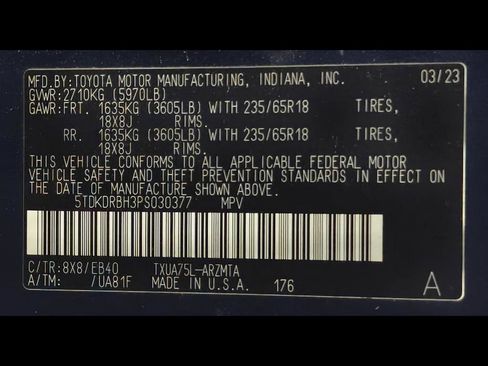 MFD.BY:TOYOTA MOTOR MANUFACTURING, INDIANA, INC. 03/23
GVWR:2710KG (5970LB)
GAWR:FRT. 1635KG (3605LB) WITH 235/65R18 TIRES,
18X8J RIMS.
RR. 1635KG (3605LB) WITH 235/65R18 TIRES,
18X8J RIMS.
THIS VEHICLE CONFORMS TO ALL APPLICABLE FEDERAL MOTOR
VEHICLE SAFETY AND THEFT PREVENTION STANDARDS IN EFFECT ON
THE DATE OF MANUFACTURE SHOWN ABOVE.
5TDKDRBH3PS030377 MPV
C/TR:8X8/EB40 TXUA75L-ARZMTA
A/TM: /UA81F MADE IN U.S.A. 176 A